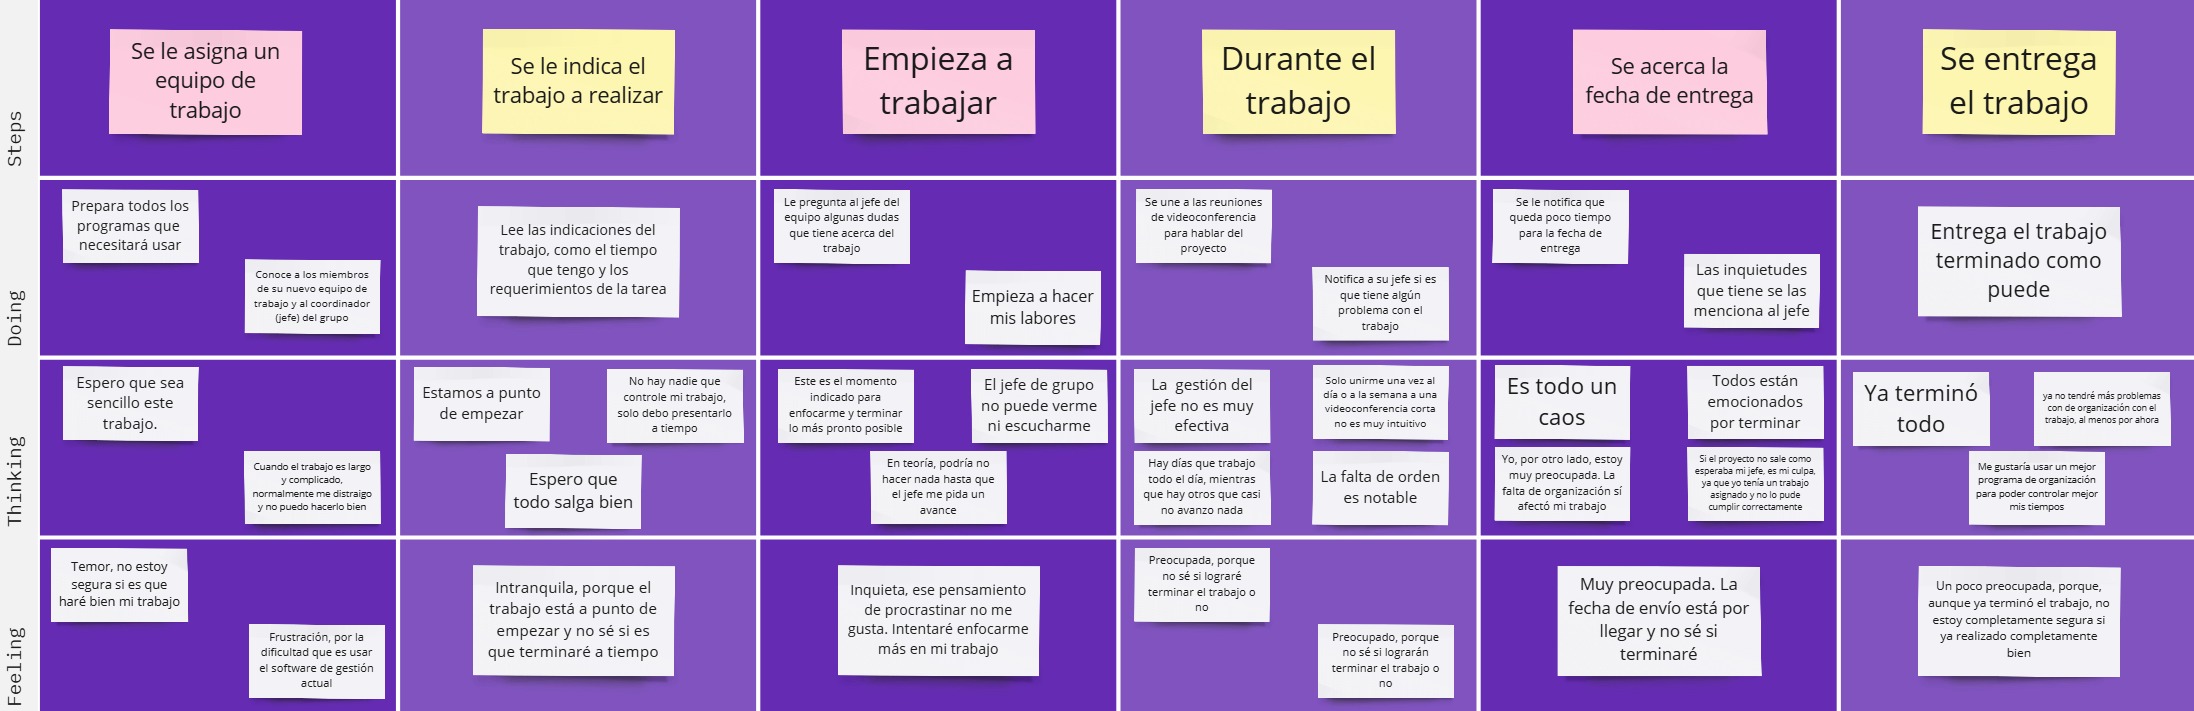 Steps
Se le asigna un
equipo de
trabajo
Se le indica el
trabajo a realizar
Empieza a
trabajar
Durante el
trabajo
Se acerca la
fecha de entrega
Se entrega
el trabajo
Doing
Prepara todos los
programas que
necesitará usar
Conoce a los miembros
de su nuevo equipo de
trabajo y al coordinador
(jefe) del grupo
Lee las indicaciones del
trabajo, como el tiempo
que tengo y los
requerimientos de la tarea
Le pregunta al jefe del
equipo algunas dudas
que tiene acerca del
trabajo
Empieza a hacer
mis labores
Se une a las reuniones
de videoconferencia
para hablar del
proyecto
Notifica a su jefe si es
que tiene algún
problema con el
trabajo
Se le notifica que
queda poco tiempo
para la fecha de
entrega
Las inquietudes
que tiene se las
menciona al jefe
Entrega el trabajo
terminado como
puede
Thinking
Espero que sea
sencillo este
trabajo.
Cuando el trabajo es largo
y complicado,
normalmente me distraigo
y no puedo hacerlo bien
Estamos a punto
de empezar
No hay nadie que
controle mi trabajo,
solo debo presentarlo
a tiempo
Espero que
todo salga bien
Este es el momento
indicado para
enfocarme y terminar
lo más pronto posible
El jefe de grupo
no puede verme
ni escucharme
En teoría, podría no
hacer nada hasta que
el jefe me pida un
avance
La gestión del
jefe no es muy
efectiva
Solo unirme una vez al
día o a la semana a una
videoconferencia corta
no es muy intuitivo
Hay días que trabajo
todo el día, mientras
que hay otros que casi
no avanzo nada
La falta de orden
es notable
Es todo un
caos
Todos están
emocionados
por terminar
Yo, por otro lado, estoy
muy preocupada. La
falta de organización sí
afectó mi trabajo
Si el proyecto no sale como
esperaba mi jefe, es mi culpa,
ya que yo tenía un trabajo
asignado y no lo pude
cumplir correctamente
Ya terminó
todo
ya no tendré más problemas
con de organización con el
trabajo, al menos por ahora
Me gustaría usar un mejor
programa de organización
para poder controlar mejor
mis tiempos
Feeling
Temor, no estoy
segura si es que
haré bien mi trabajo
Frustración, por la
dificultad que es usar
el software de gestión
actual
Intranquila, porque el
trabajo está a punto de
empezar y no sé si es
que terminaré a tiempo
Inquieta, ese pensamiento
de procrastinar no me
gusta. Intentaré enfocarme
más en mi trabajo
Preocupada, porque
no sé si lograré
terminar el trabajo o
no
Preocupado, porque
no sé si lograrán
terminar el trabajo o
no
Muy preocupada. La
fecha de envío está por
llegar y no sé si
terminaré
Un poco preocupada, porque,
aunque ya terminó el trabajo, no
estoy completamente segura si
ya realizado completamente
bien